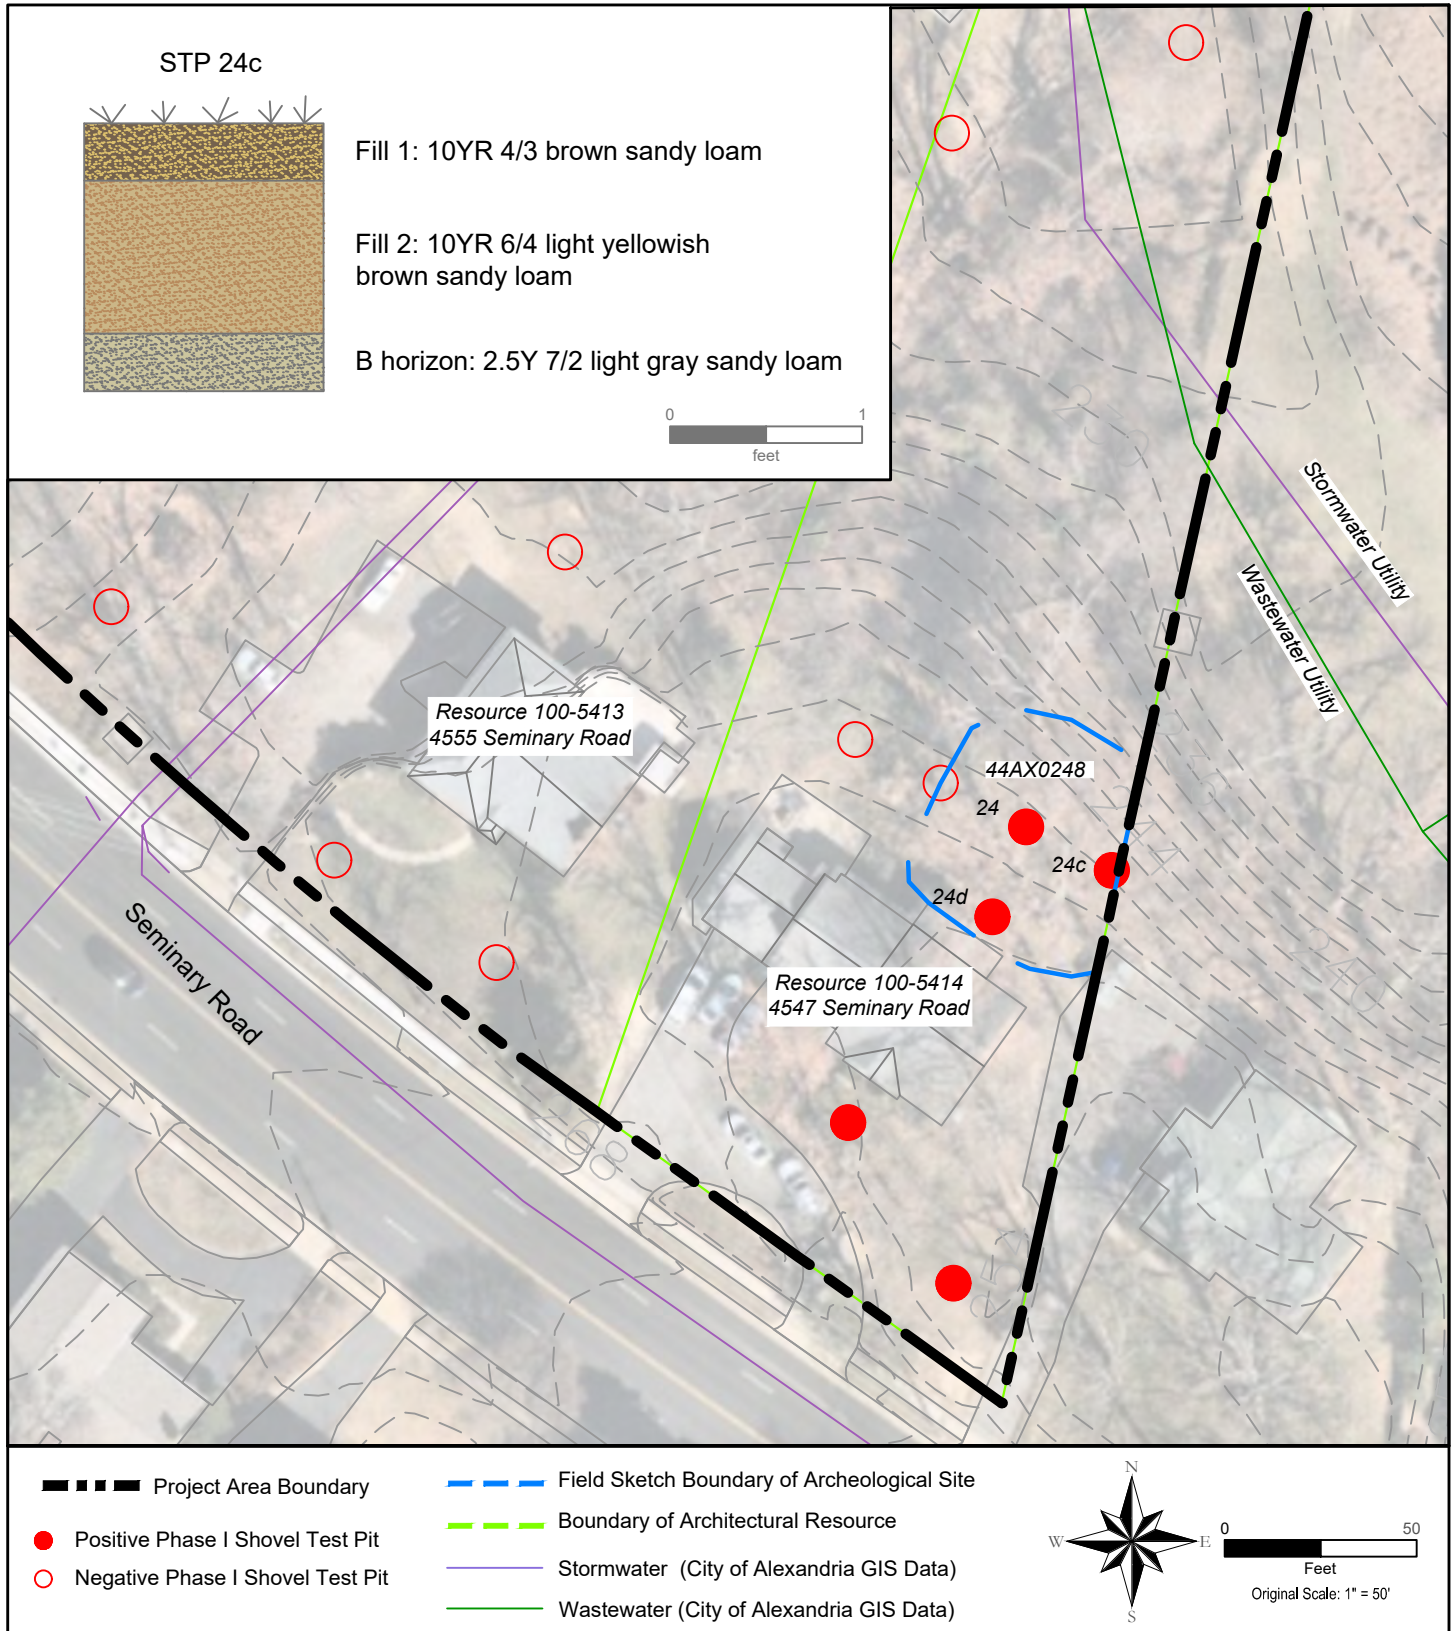 STP 24c
Fill 1: 10YR 4/3 brown sandy loam
Fill 2: 10YR 6/4 light yellowish
brown sandy loam
B horizon: 2.5Y 7/2 light gray sandy loam
0 1
feet
Stormwater Utility
Wastewater Utility
Resource 100-5413
4555 Seminary Road
44AX0248
24
24c
24d
Resource 100-5414
4547 Seminary Road
Seminary Road
Project Area Boundary
Positive Phase I Shovel Test Pit
Negative Phase I Shovel Test Pit
Field Sketch Boundary of Archeological Site
Boundary of Architectural Resource
Stormwater (City of Alexandria GIS Data)
Wastewater (City of Alexandria GIS Data)
N
W E
S
0 50
Feet
Original Scale: 1" = 50'